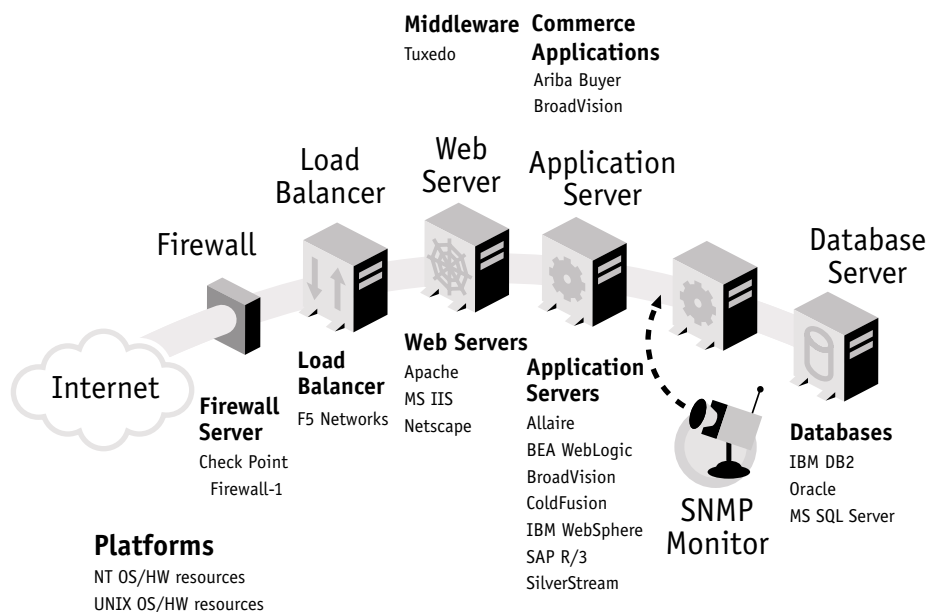 Middleware
Tuxedo
Commerce
Applications
Ariba Buyer
BroadVision
Load
Balancer
Web
Server
Application
Server
Firewall
Database
Server
Internet
Firewall
Server
Check Point
Firewall-1
Load
Balancer
F5 Networks
Web Servers
Apache
MS IIS
Netscape
Application
Servers
Allaire
BEA WebLogic
BroadVision
ColdFusion
IBM WebSphere
SAP R/3
SilverStream
SNMP
Monitor
Databases
IBM DB2
Oracle
MS SQL Server
Platforms
NT OS/HW resources
UNIX OS/HW resources